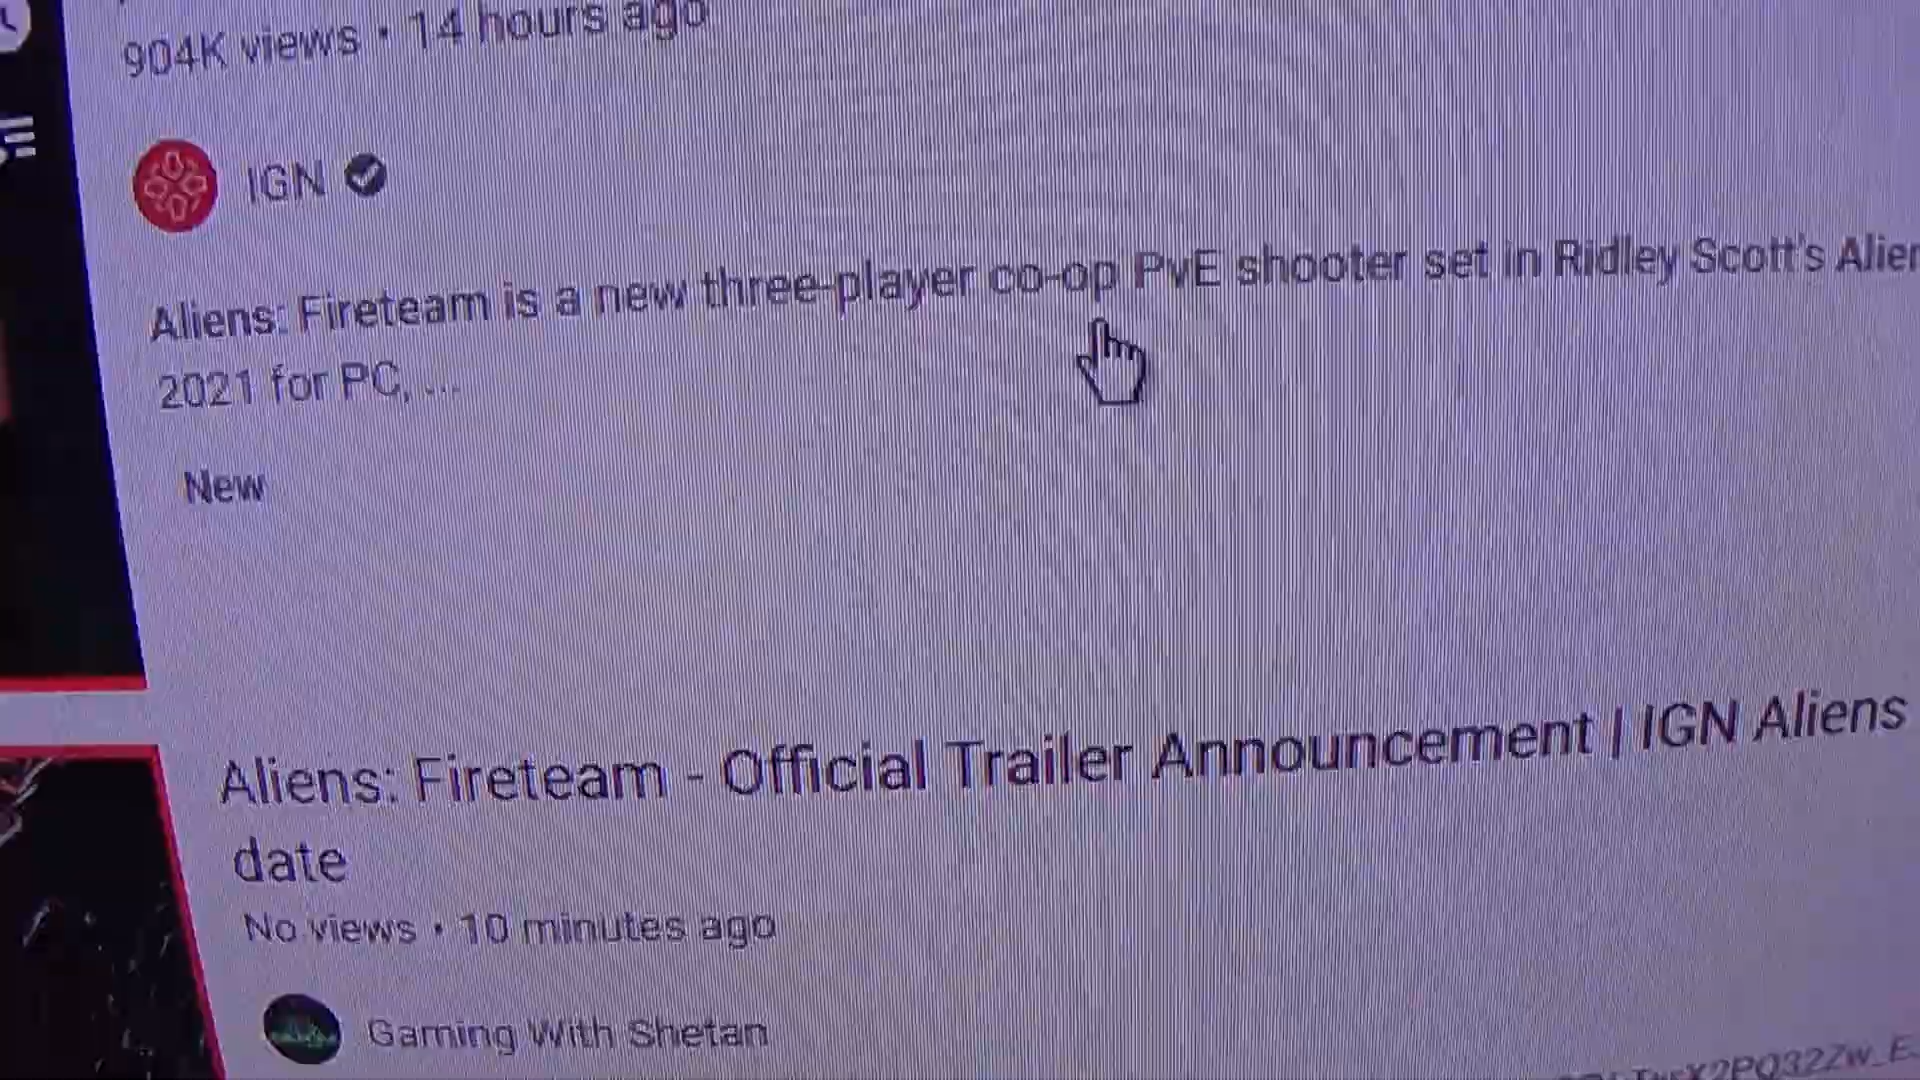 904K views • 14 hours ago
IGN
Aliens: Fireteam is a new three-player co-op PvE shooter set in Ridley Scott's Alien
2021 for PC, ...
New
Aliens: Fireteam - Official Trailer Announcement | IGN Aliens
date
No views • 10 minutes ago
Gaming With Shetan